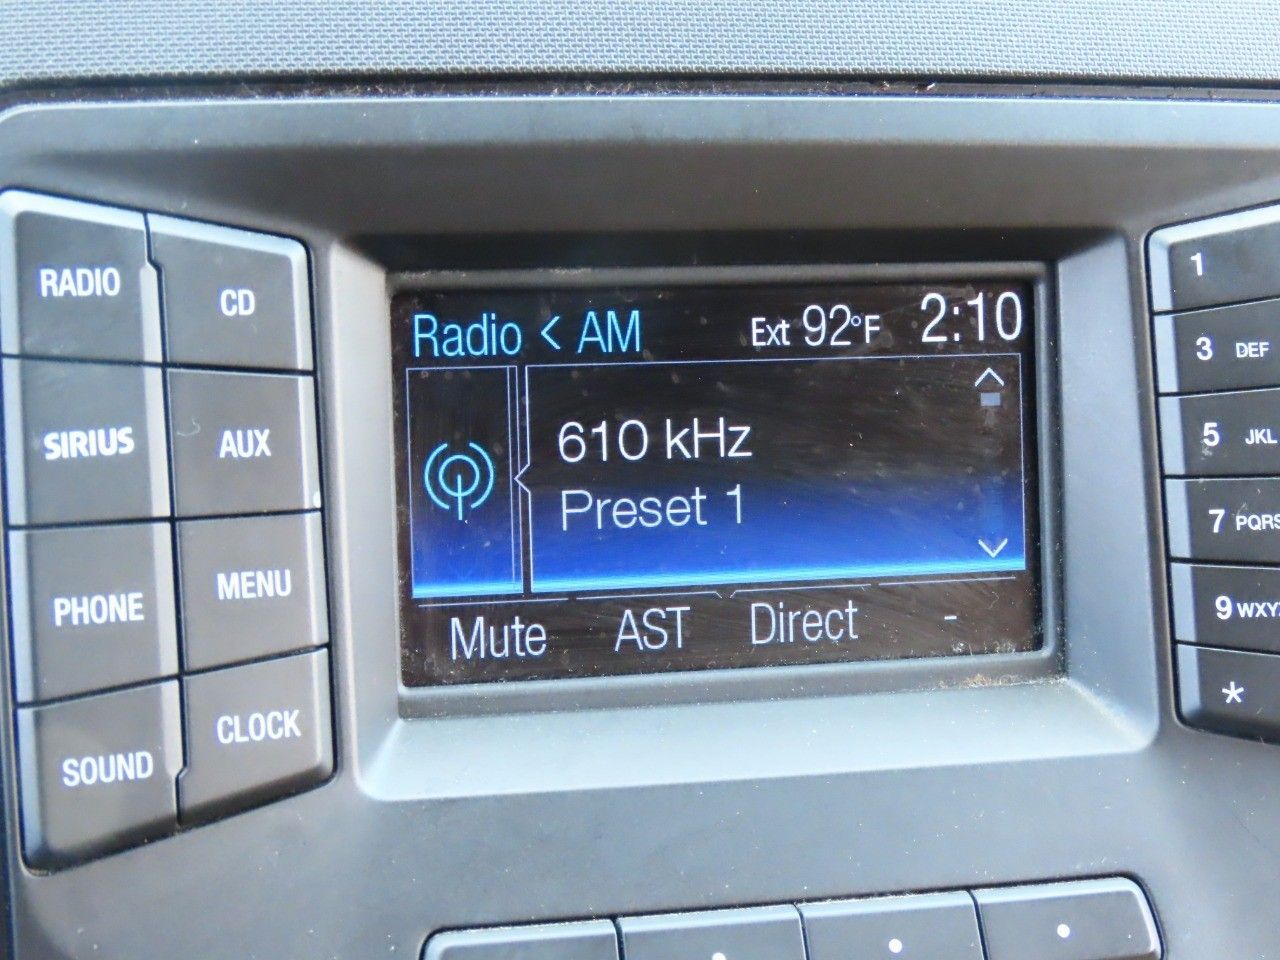 RADIO
CD
SIRIUS
AUX
PHONE
MENU
SOUND
CLOCK
Radio < AM
Ext 92°F
2:10
610 kHz
Preset 1
Mute
AST
Direct
-
1
3 DEF
5 JKL
7 PQRS
9 WXYZ
*